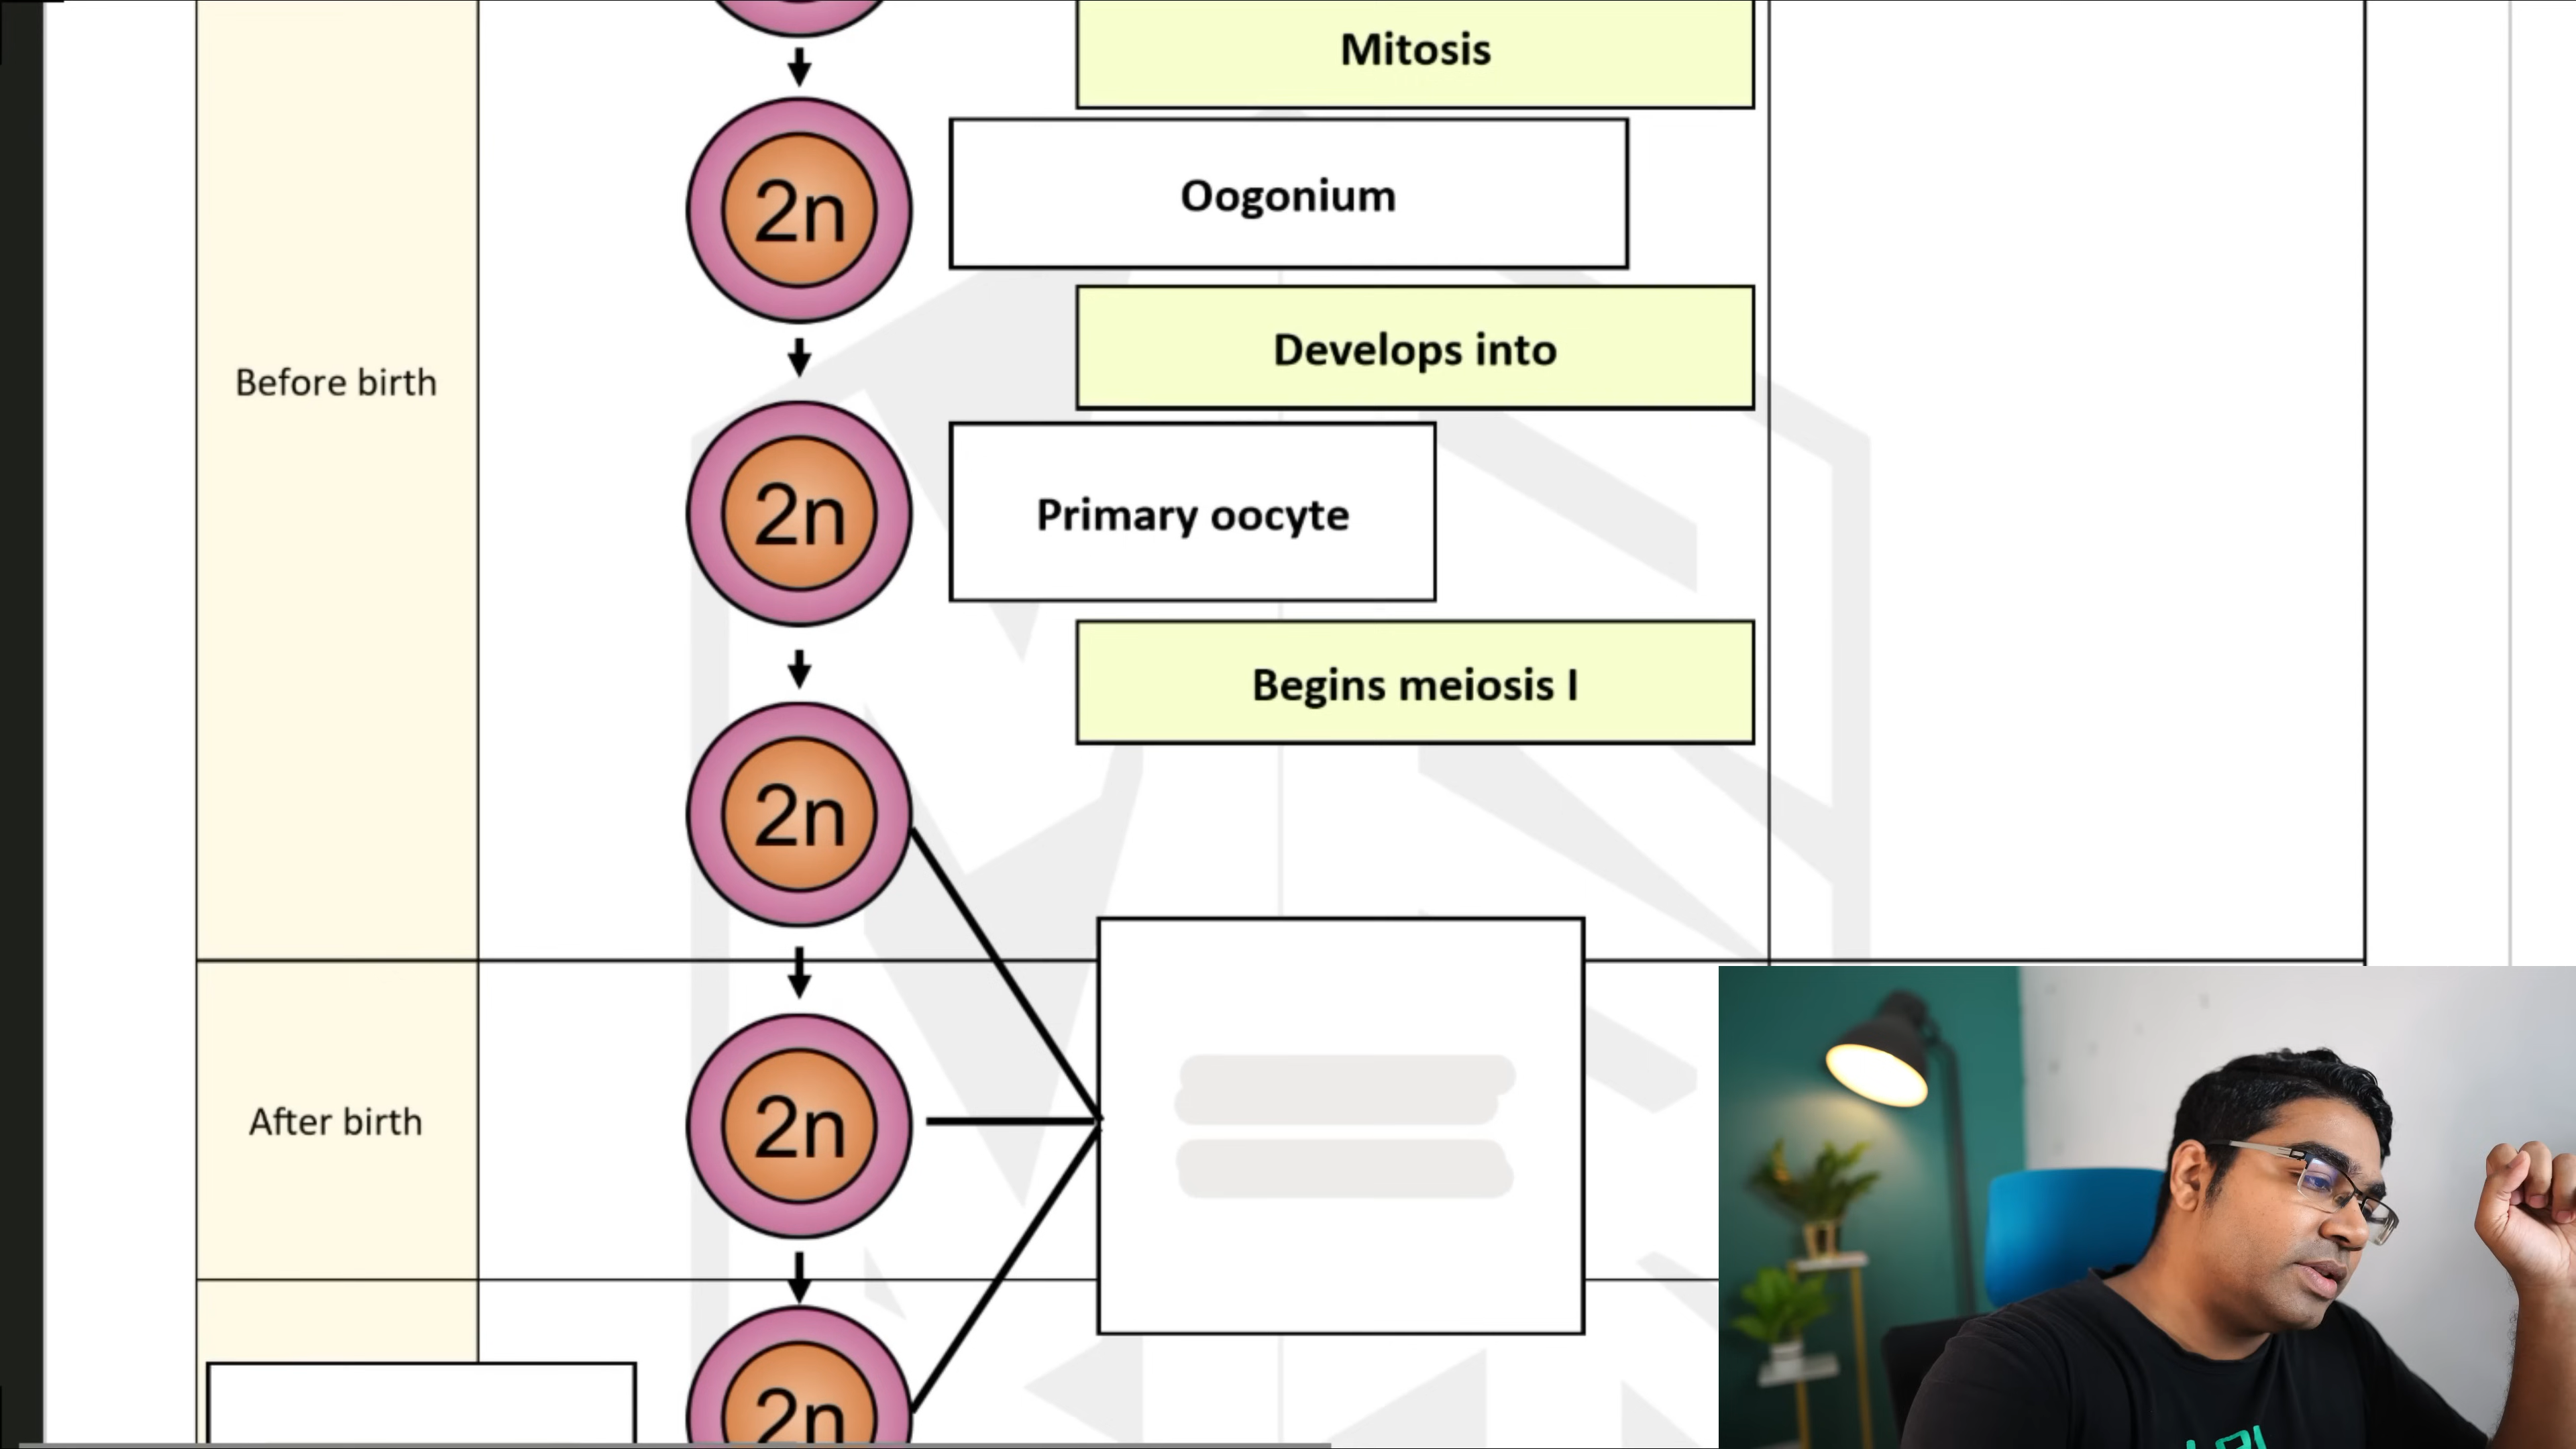 Mitosis
2n
Oogonium
Develops into
Before birth
2n
Primary oocyte
Begins meiosis I
2n
After birth
2n
2n